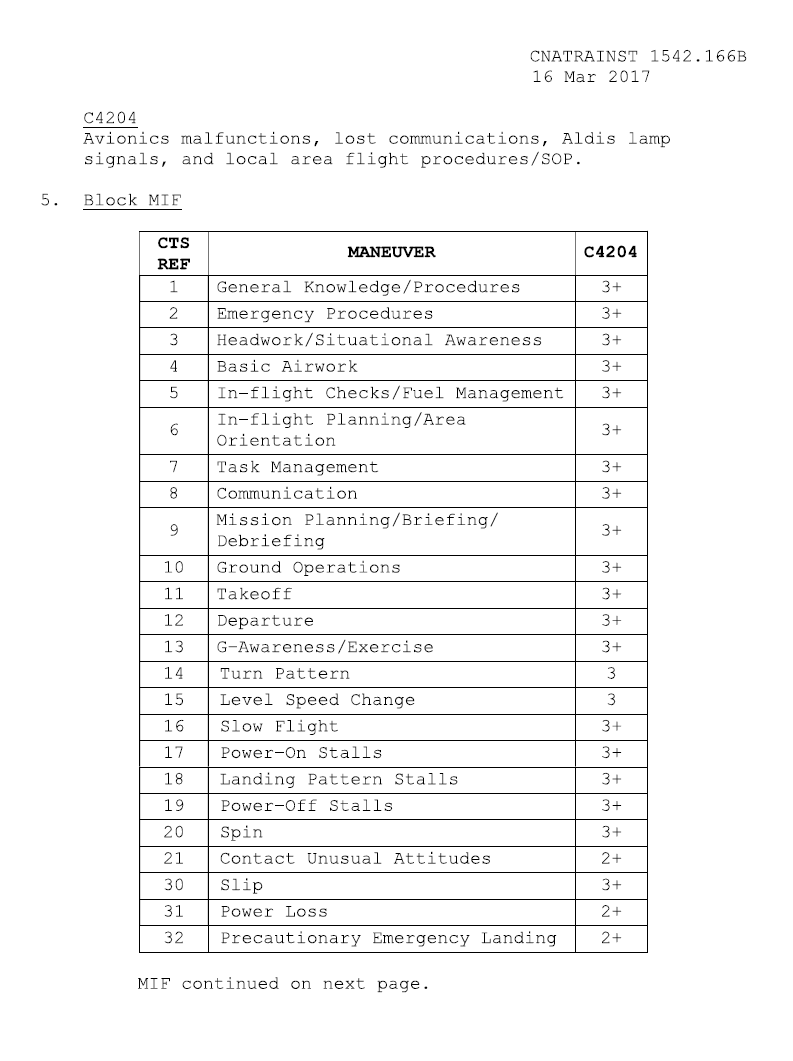 CNATRAINST 1542.166B
16 Mar 2017
C4204
Avionics malfunctions, lost communications, Aldis lamp
signals, and local area flight procedures/SOP.
5. Block MIF
CTS REF MANEUVER C4204
1 General Knowledge/Procedures 3+
2 Emergency Procedures 3+
3 Headwork/Situational Awareness 3+
4 Basic Airwork 3+
5 In-flight Checks/Fuel Management 3+
6 In-flight Planning/Area
Orientation 3+
7 Task Management 3+
8 Communication 3+
9 Mission Planning/Briefing/
Debriefing 3+
10 Ground Operations 3+
11 Takeoff 3+
12 Departure 3+
13 G-Awareness/Exercise 3+
14 Turn Pattern 3
15 Level Speed Change 3
16 Slow Flight 3+
17 Power-On Stalls 3+
18 Landing Pattern Stalls 3+
19 Power-Off Stalls 3+
20 Spin 3+
21 Contact Unusual Attitudes 2+
30 Slip 3+
31 Power Loss 2+
32 Precautionary Emergency Landing 2+
MIF continued on next page.